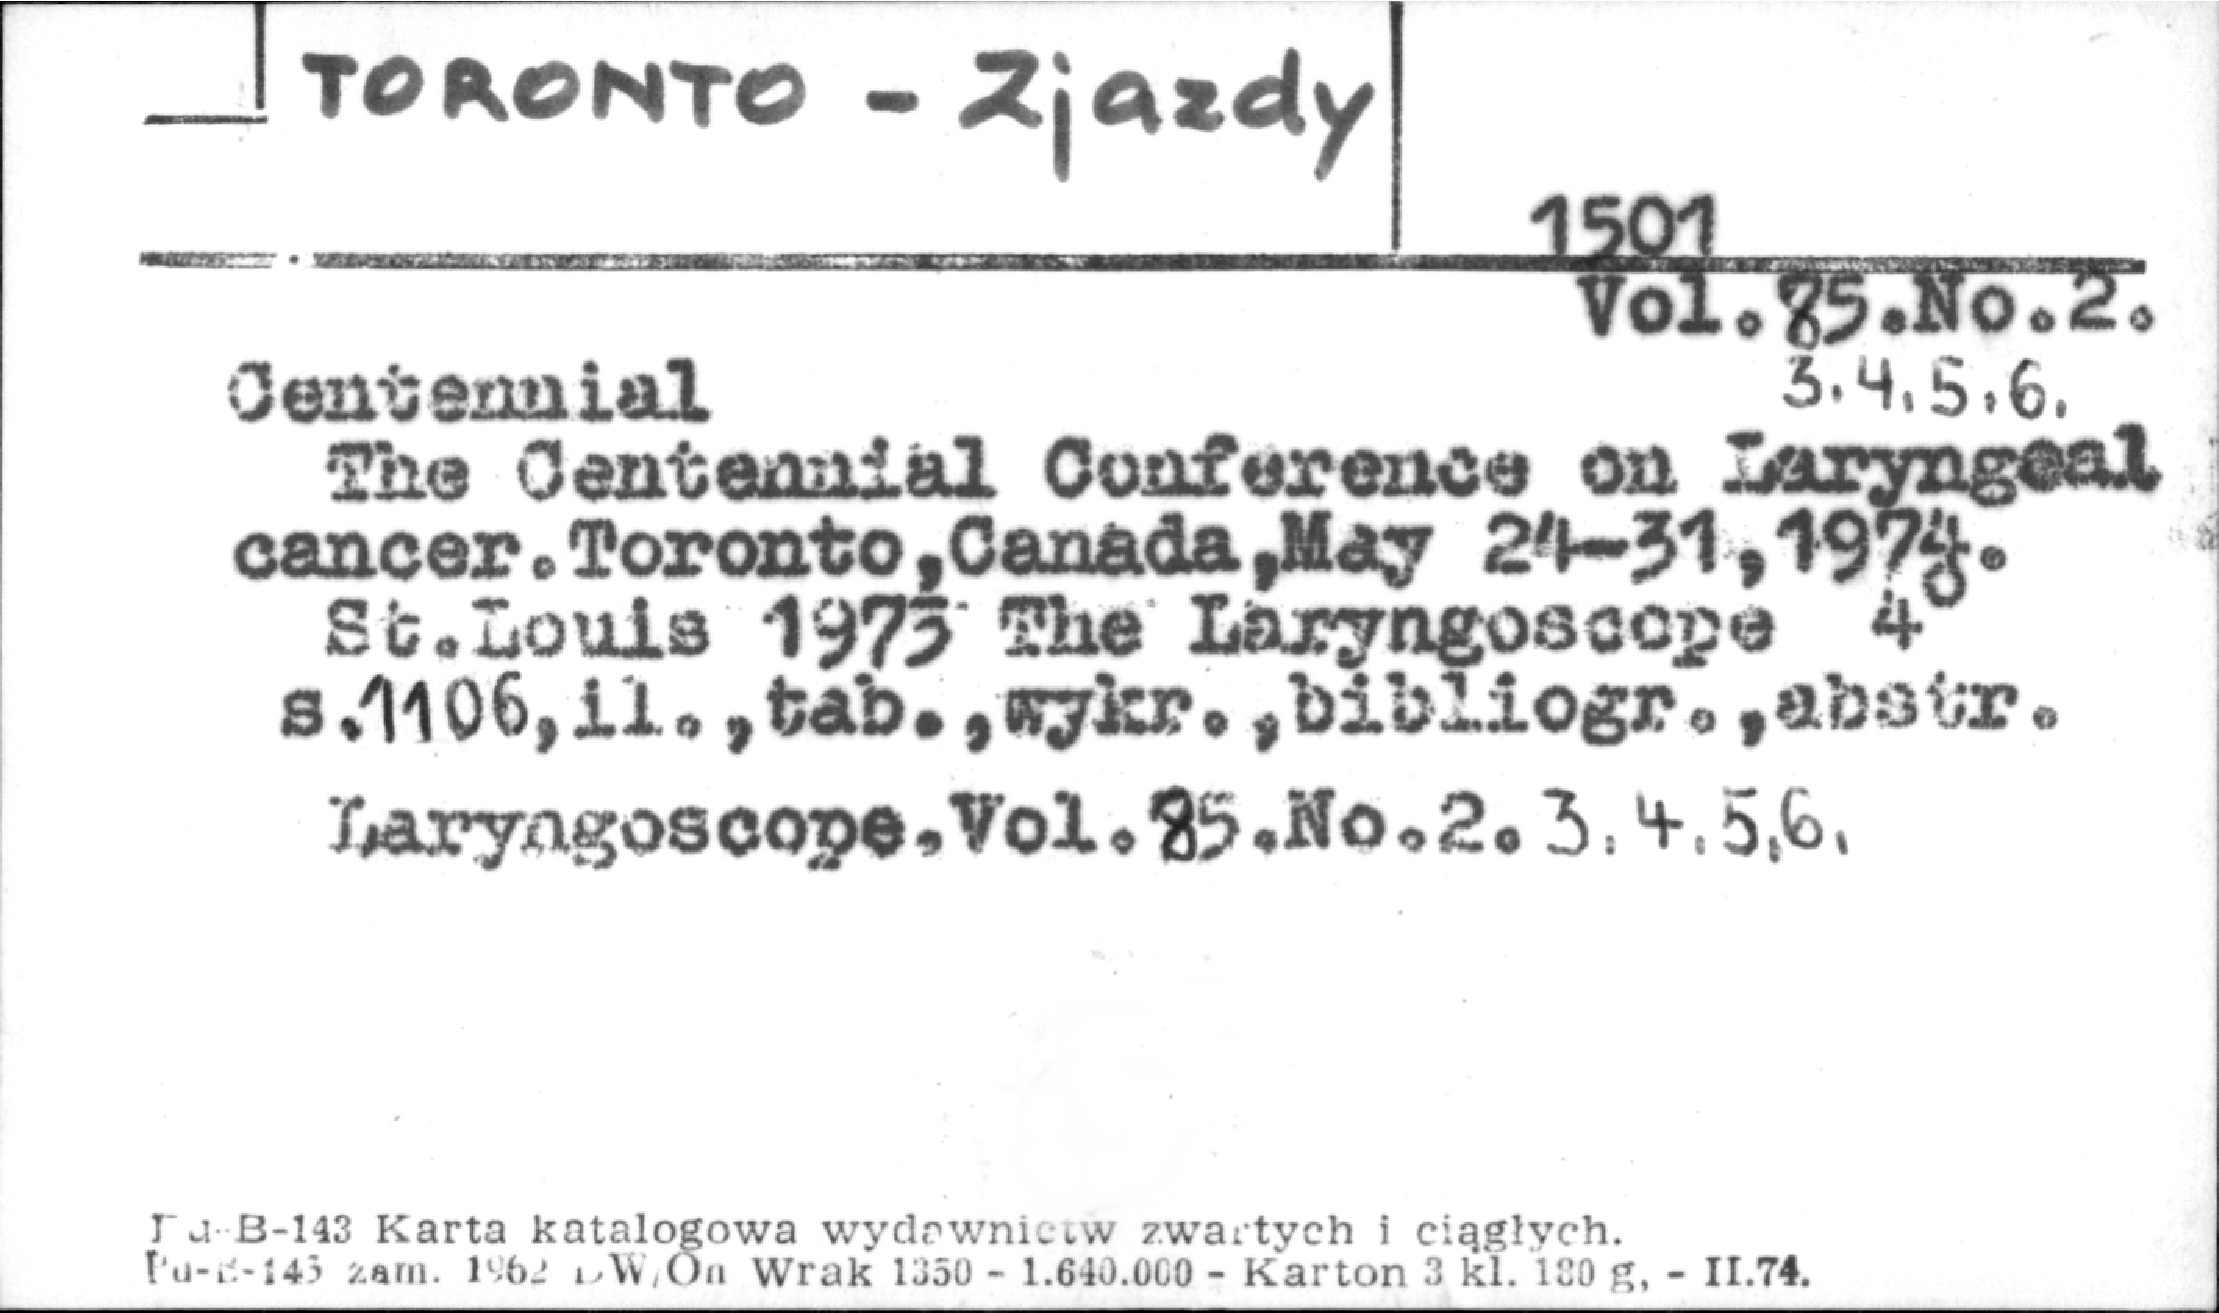 TORONTO - Zjazdy
1501
Vol.85.No.2.
3.4.5.6.
Centennial
The Centennial Conference on Laryngeal
cancer.Toronto,Canada,May 24-31,1974.
St.Louis 1975 The Laryngoscope 4°
s.1106,il.,tab.,wykr.,bibliogr.,abstr.
Laryngoscope,Vol.85.No.2.3.4.5.6.
Pu-B-143 Karta katalogowa wydawnictw zwartych i ciągłych.
Pu-B-143 zam. 1962 Wrak 1350 - 1.640.000 - Karton 3 kl. 180 g, - II.74.